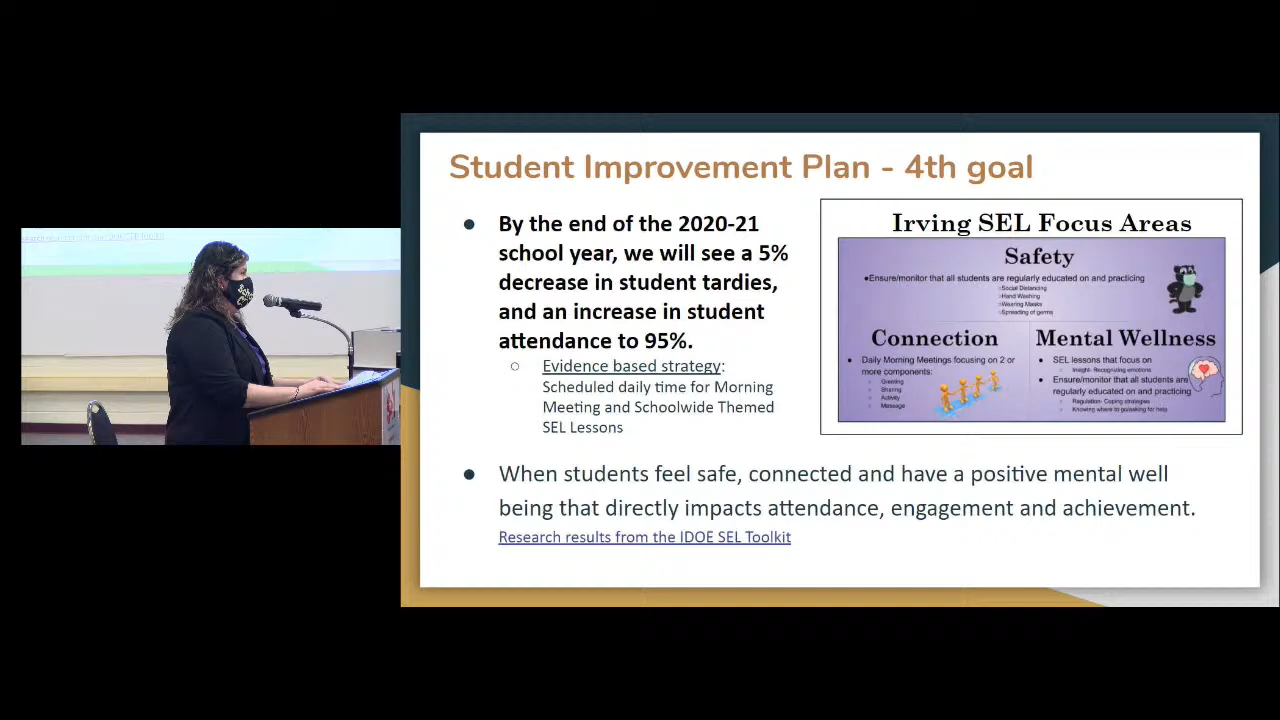 Student Improvement Plan - 4th goal
● By the end of the 2020-21
school year, we will see a 5%
decrease in student tardies,
and an increase in student
attendance to 95%.
○ Evidence based strategy:
Scheduled daily time for Morning
Meeting and Schoolwide Themed
SEL Lessons
Irving SEL Focus Areas
Safety
●Ensure/monitor that all students are regularly educated on and practicing
○Social Distancing
○Hand Washing
○Wearing Masks
○Spreading of germs
Connection
● Daily Morning Meetings focusing on 2 or
more components:
○ Greeting
○ Sharing
○ Activity
○ Message
Mental Wellness
● SEL lessons that focus on
○ Insight- Recognizing emotions
● Ensure/monitor that all students are
regularly educated on and practicing
○ Regulation- Coping strategies
○ Knowing where to go/asking for help
● When students feel safe, connected and have a positive mental well
being that directly impacts attendance, engagement and achievement.
Research results from the IDOE SEL Toolkit